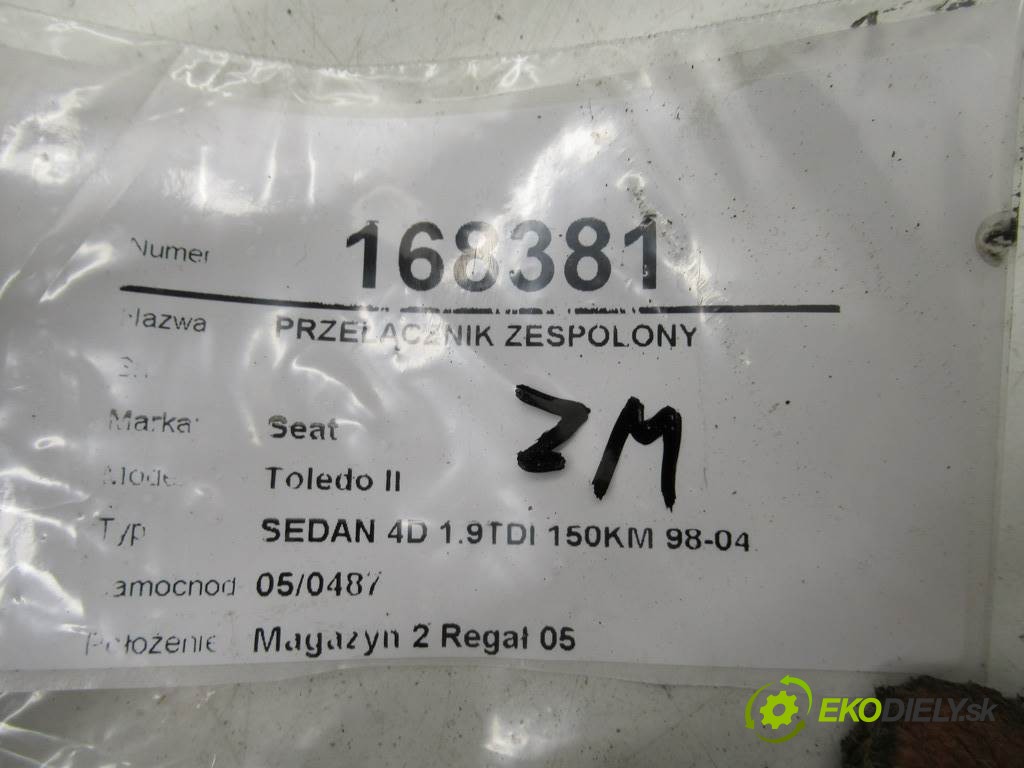 Numer 168381
Nazwa PRZEŁĄCZNIK ZESPOLONY
Marka: Seat
ZM
Model Toledo II
Typ SEDAN 4D 1.9TDI 150KM 98-04
Samochod 05/0487
Położenie Magazyn 2 Regał 05
EKODIELY.sk